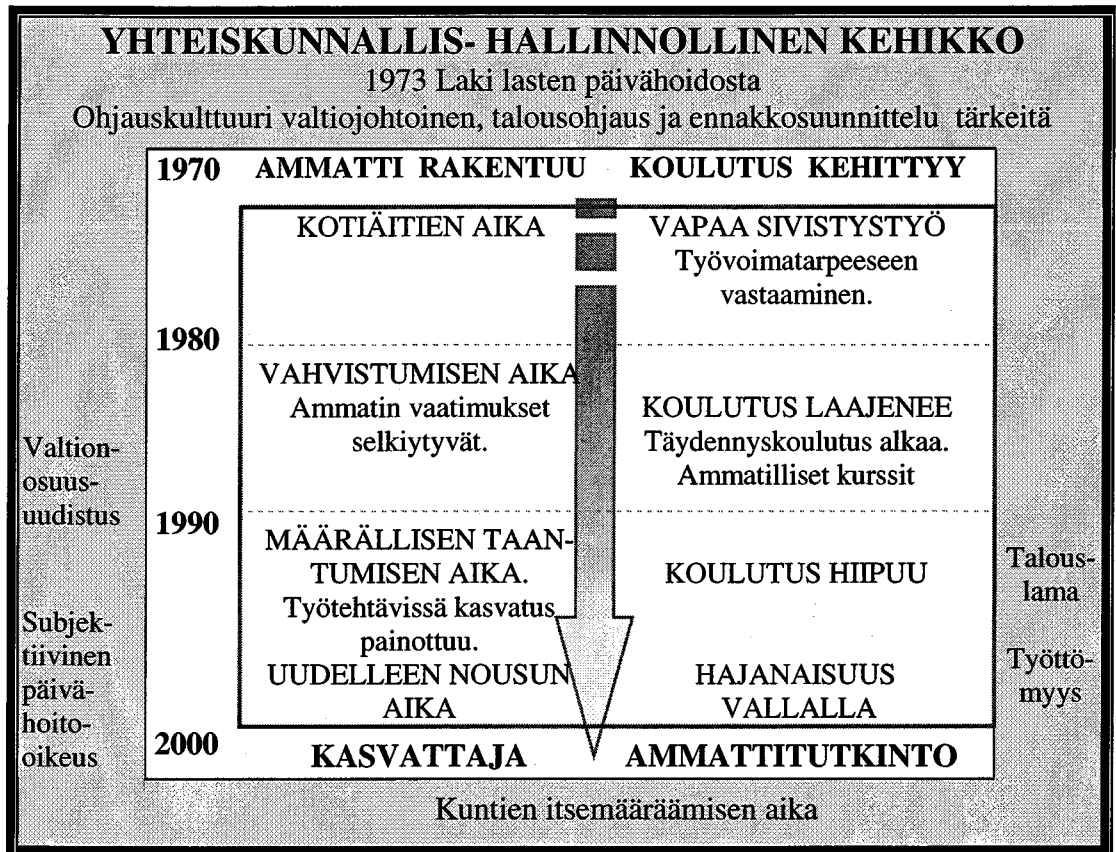 YHTEISKUNNALLIS- HALLINNOLLINEN KEHIKKO
1973 Laki lasten päivähoidosta
Ohjauskulttuuri valtiojohtoinen, talousohjaus ja ennakkosuunnittelu tärkeitä
1970 AMMATTI RAKENTUU KOULUTUS KEHITTYY
KOTIÄITIEN AIKA
VAPAA SIVISTYSTYÖ
Työvoimatarpeeseen
vastaaminen.
1980
VAHVISTUMISEN AIKA
Ammatin vaatimukset
selkiytyvät.
KOULUTUS LAAJENEE
Täydennyskoulutus alkaa.
Ammatilliset kurssit
Valtion-
osuus-
uudistus
1990
MÄÄRÄLLISEN TAAN-
TUMISEN AIKA.
Työtehtävissä kasvatus
painottuu.
UUDELLEEN NOUSUN
AIKA
KOULUTUS HIIPUU
HAJANAISUUS
VALLALLA
Talous-
lama
Työttö-
myys
Subjek-
tiivinen
päivä-
hoito-
oikeus
2000
KASVATTAJA AMMATTITUTKINTO
Kuntien itsemääräämisen aika